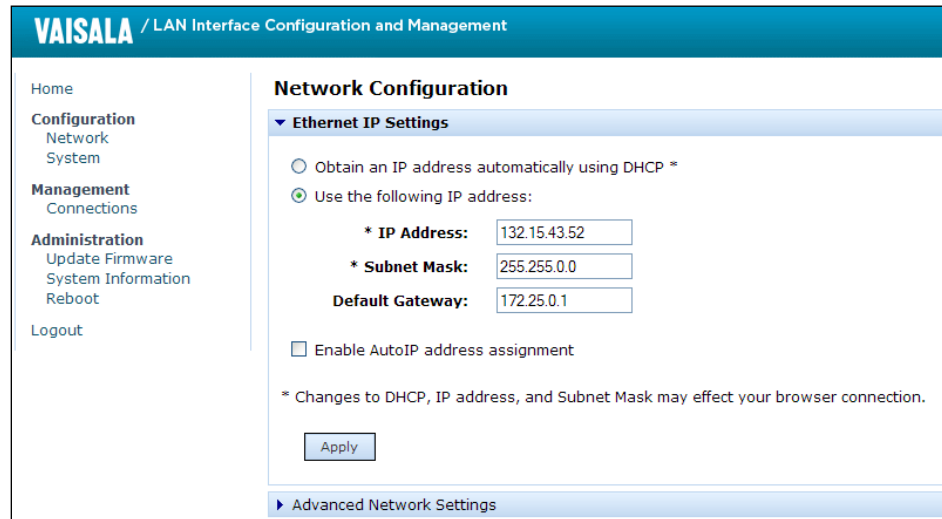 VAISALA / LAN Interface Configuration and Management
Home
Configuration
Network
System
Management
Connections
Administration
Update Firmware
System Information
Reboot
Logout
Network Configuration
Ethernet IP Settings
Obtain an IP address automatically using DHCP *
Use the following IP address:
* IP Address: 132.15.43.52
* Subnet Mask: 255.255.0.0
Default Gateway: 172.25.0.1
Enable AutoIP address assignment
* Changes to DHCP, IP address, and Subnet Mask may effect your browser connection.
Apply
Advanced Network Settings